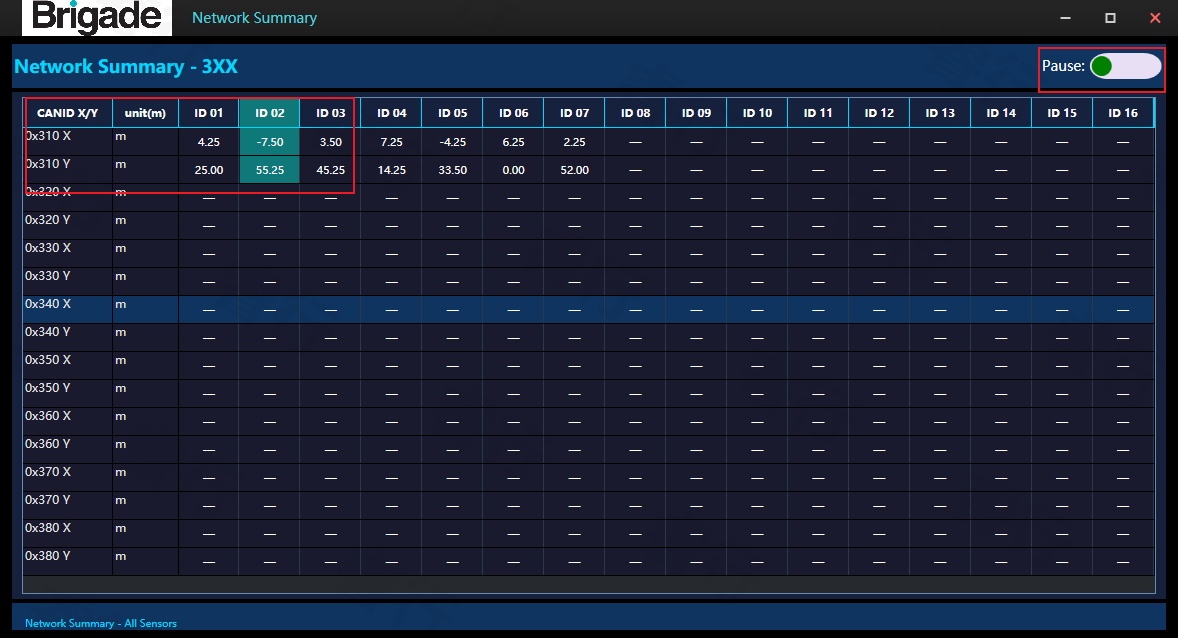 Brigade Network Summary
Network Summary - 3XX Pause:
CANID X/Y unit(m) ID 01 ID 02 ID 03 ID 04 ID 05 ID 06 ID 07 ID 08 ID 09 ID 10 ID 11 ID 12 ID 13 ID 14 ID 15 ID 16
0x310 X m 4.25 -7.50 3.50 7.25 -4.25 6.25 2.25 — — — — — — — — —
0x310 Y m 25.00 55.25 45.25 14.25 33.50 0.00 52.00 — — — — — — — — —
0x320 X m — — — — — — — — — — — — — — — —
0x320 Y m — — — — — — — — — — — — — — — —
0x330 X m — — — — — — — — — — — — — — — —
0x330 Y m — — — — — — — — — — — — — — — —
0x340 X m — — — — — — — — — — — — — — — —
0x340 Y m — — — — — — — — — — — — — — — —
0x350 X m — — — — — — — — — — — — — — — —
0x350 Y m — — — — — — — — — — — — — — — —
0x360 X m — — — — — — — — — — — — — — — —
0x360 Y m — — — — — — — — — — — — — — — —
0x370 X m — — — — — — — — — — — — — — — —
0x370 Y m — — — — — — — — — — — — — — — —
0x380 X m — — — — — — — — — — — — — — — —
0x380 Y m — — — — — — — — — — — — — — — —
Network Summary - All Sensors